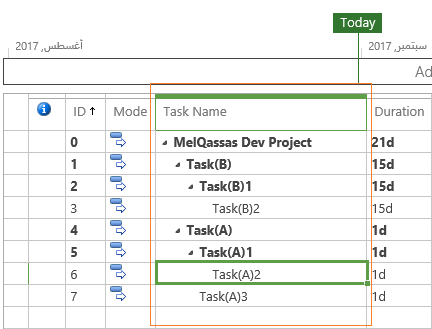 Today
أغسطس, 2017
سبتمبر, 2017
Ad
ID Mode Task Name Duration
0 MelQassas Dev Project 21d
1 Task(B) 15d
2 Task(B)1 15d
3 Task(B)2 15d
4 Task(A) 1d
5 Task(A)1 1d
6 Task(A)2 1d
7 Task(A)3 1d